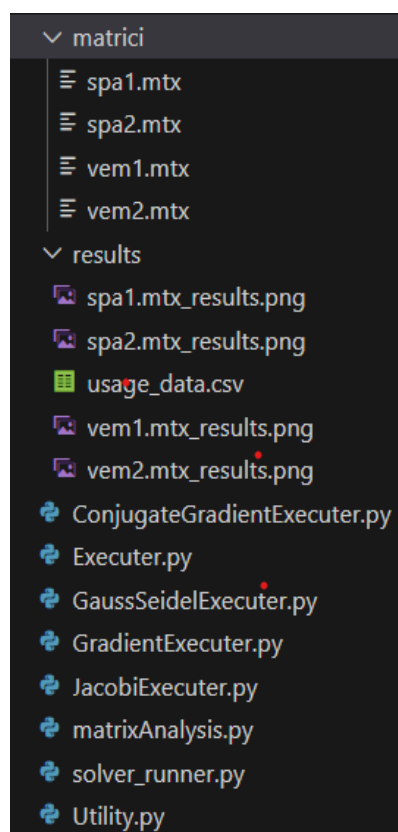 matrici
spa1.mtx
spa2.mtx
vem1.mtx
vem2.mtx
results
spa1.mtx_results.png
spa2.mtx_results.png
usage_data.csv
vem1.mtx_results.png
vem2.mtx_results.png
ConjugateGradientExecuter.py
Executer.py
GaussSeidelExecuter.py
GradientExecuter.py
JacobiExecuter.py
matrixAnalysis.py
solver_runner.py
Utility.py